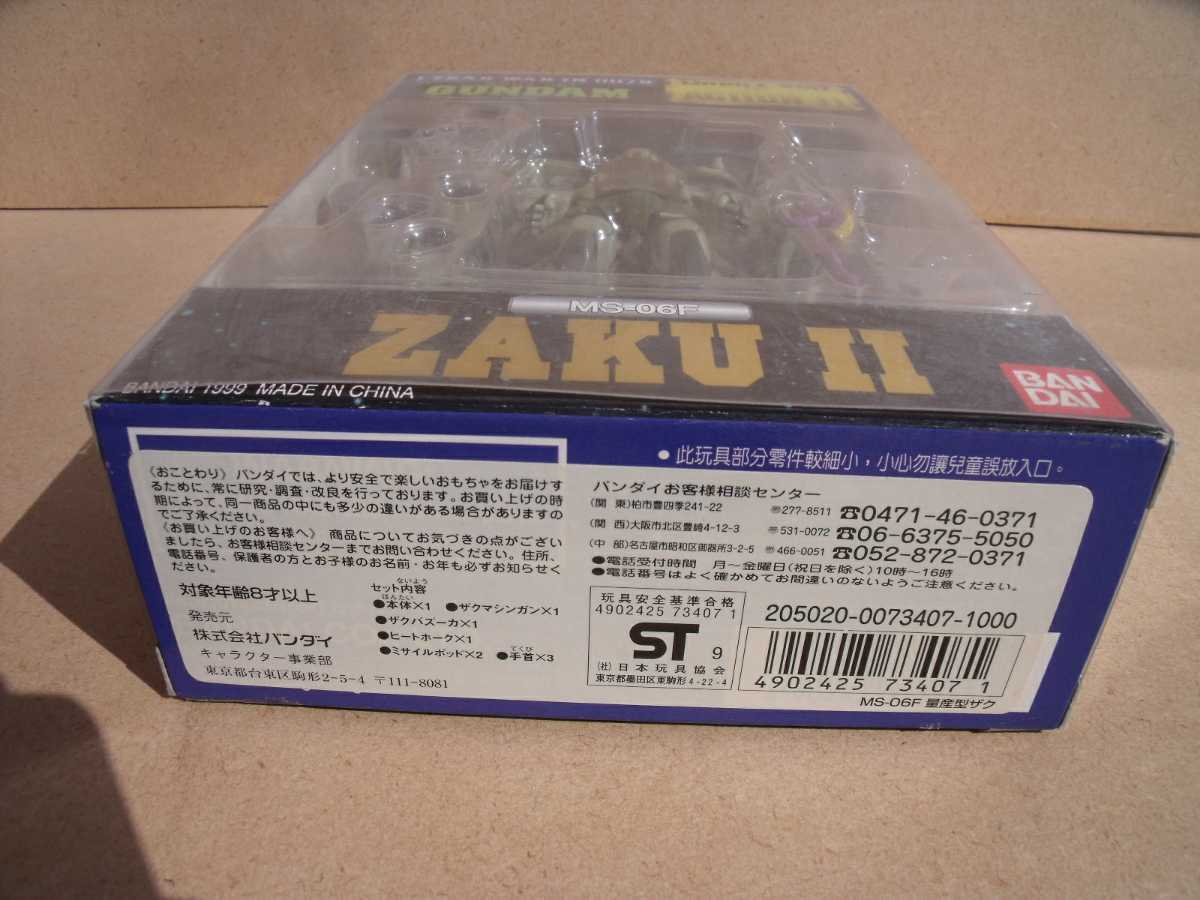 GUNDAM
MS-06F
ZAKU II
BANDAI 1999 MADE IN CHINA
BAN
DAI
•此玩具部分零件較細小，小心勿讓兒童誤放入口。
〈おことわり〉バンダイでは、より安全で楽しいおもちゃをお届けす
るために、常に研究・調査・改良を行っております。お買い上げの時
期によって、同一商品の中にも多少の違いがある場合がありますの
でご了承ください。
〈お買い上げのお客様へ〉商品についてお気づきの点がござい
ましたら、お客様相談センターまでお問い合わせください。住所、
電話番号、保護者の方とお子様のお名前・お年も必ずお知らせく
ださい。
対象年齢8才以上
発売元
株式会社バンダイ
キャラクター事業部
東京都台東区駒形2-5-4 〒111-8081
セット内容
ないよう
●本体×1 ●ザクマシンガン×1
ほんたい
●ザクバズーカ×1
●ヒートホーク×1
●ミサイルポッド×2 ●手首×3
てくび
バンダイお客様相談センター
(関 東)柏市豊四季241-22 〒277-8511 ☎0471-46-0371
(関 西)大阪市北区豊崎4-12-3 〒531-0072 ☎06-6375-5050
(中 部)名古屋市昭和区御器所3-2-5 〒466-0051 ☎052-872-0371
●電話受付時間 月～金曜日(祝日を除く)10時～16時
●電話番号はよく確かめてお間違いのないようご注意ください。
玩具安全基準合格
4902425 73407 1
ST 9
(社)日本玩具協会
東京都墨田区東駒形4-22-4
205020-0073407-1000
4902425 734071
MS-06F 量産型ザク